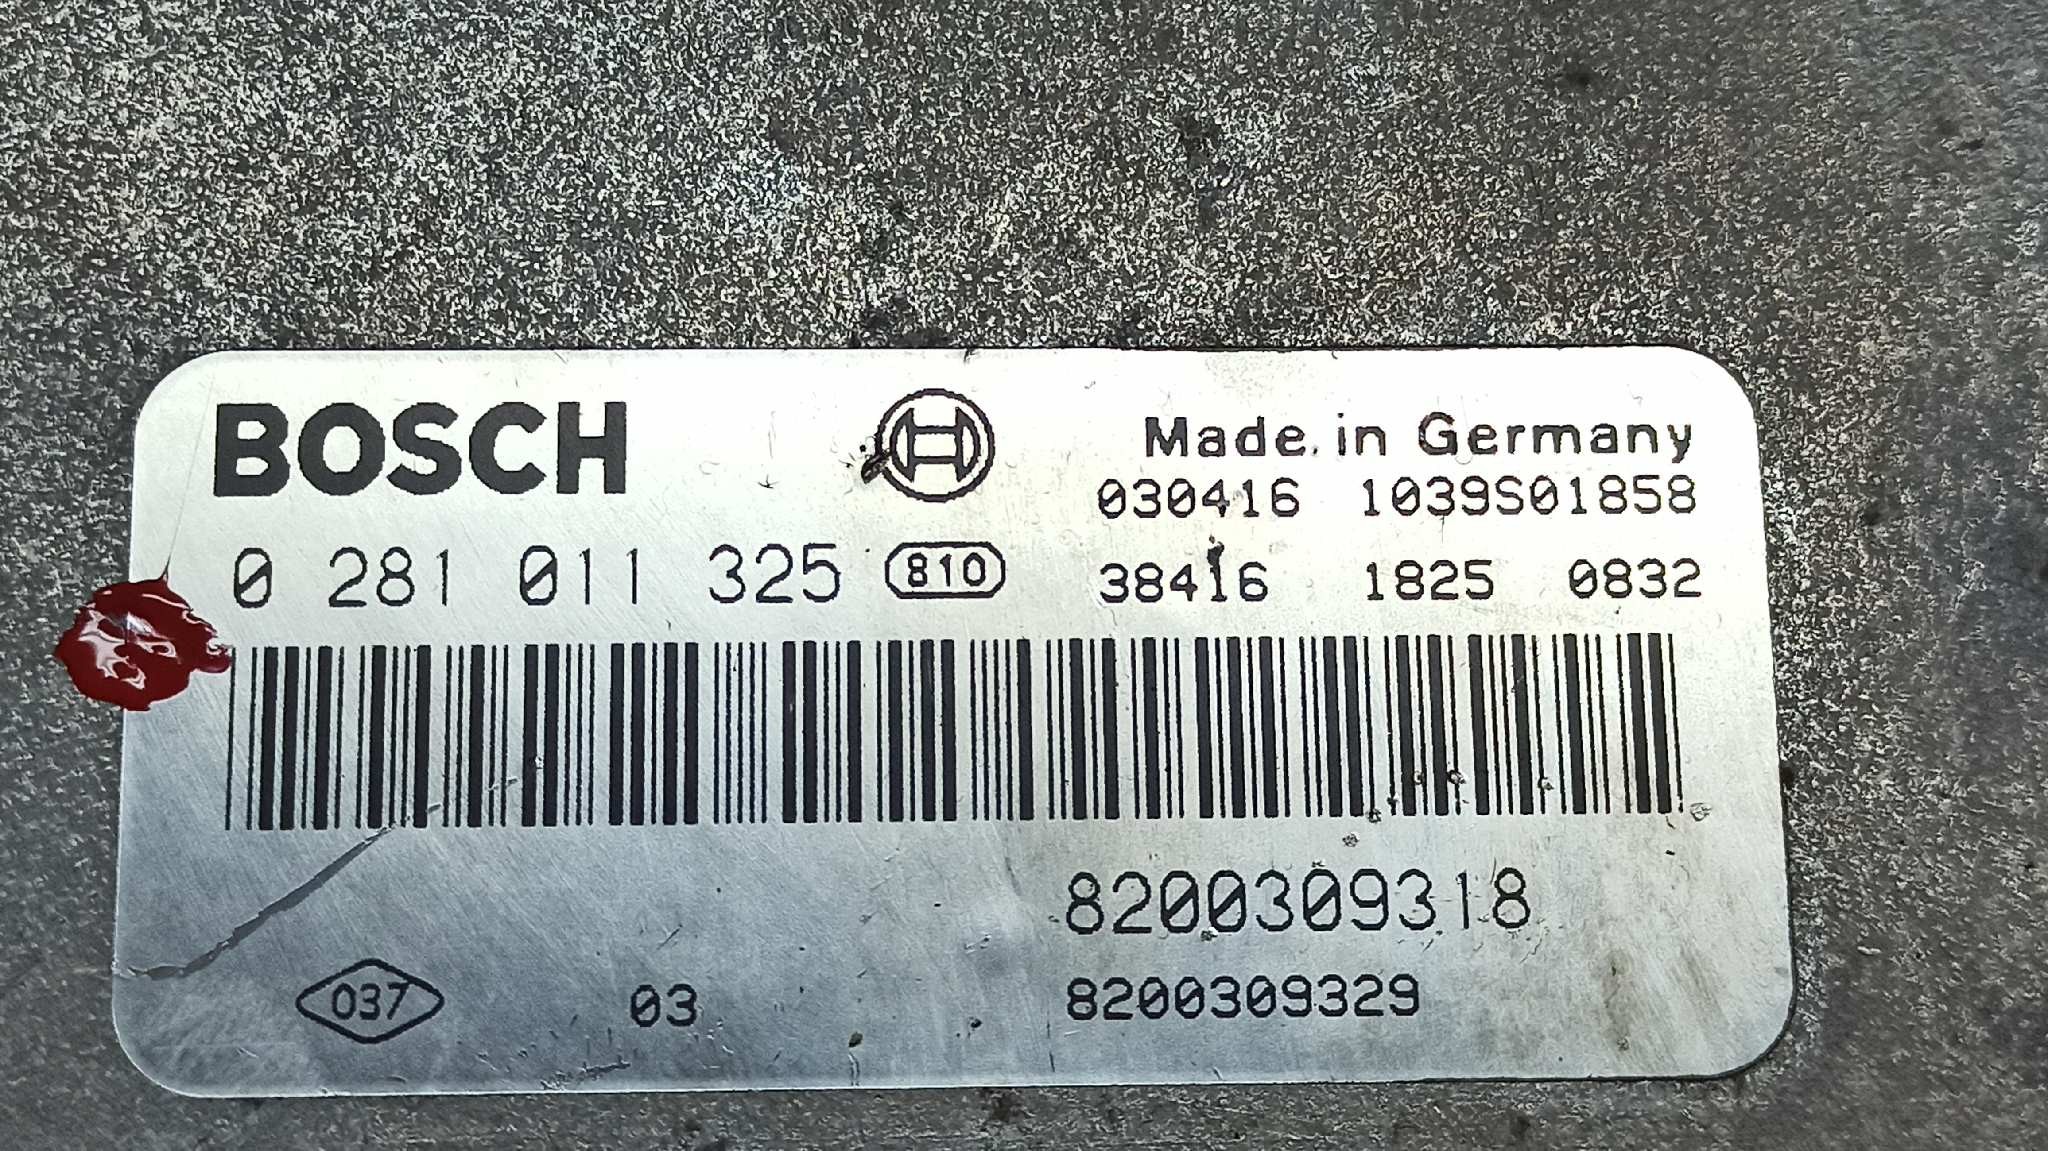 BOSCH
Made in Germany
030416 1039S01858
0 281 011 325 810 38416 1825 0832
8200309318
037 03 8200309329